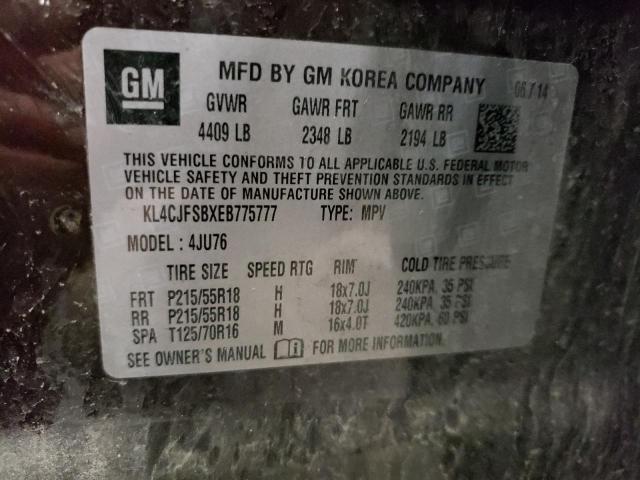 GM
MFD BY GM KOREA COMPANY 06 / 14
GVWR GAWR FRT GAWR RR
4409 LB 2348 LB 2194 LB
THIS VEHICLE CONFORMS TO ALL APPLICABLE U.S. FEDERAL MOTOR
VEHICLE SAFETY AND THEFT PREVENTION STANDARDS IN EFFECT
ON THE DATE OF MANUFACTURE SHOWN ABOVE.
KL4CJFSBXEB775777 TYPE: MPV
MODEL : 4JU76
TIRE SIZE SPEED RTG RIM COLD TIRE PRESSURE
FRT P215/55R18 H 18x7.0J 240KPA, 35 PSI
RR P215/55R18 H 18x7.0J 240KPA, 35 PSI
SPA T125/70R16 M 16x4.0T 420KPA, 60 PSI
SEE OWNER'S MANUAL FOR MORE INFORMATION.